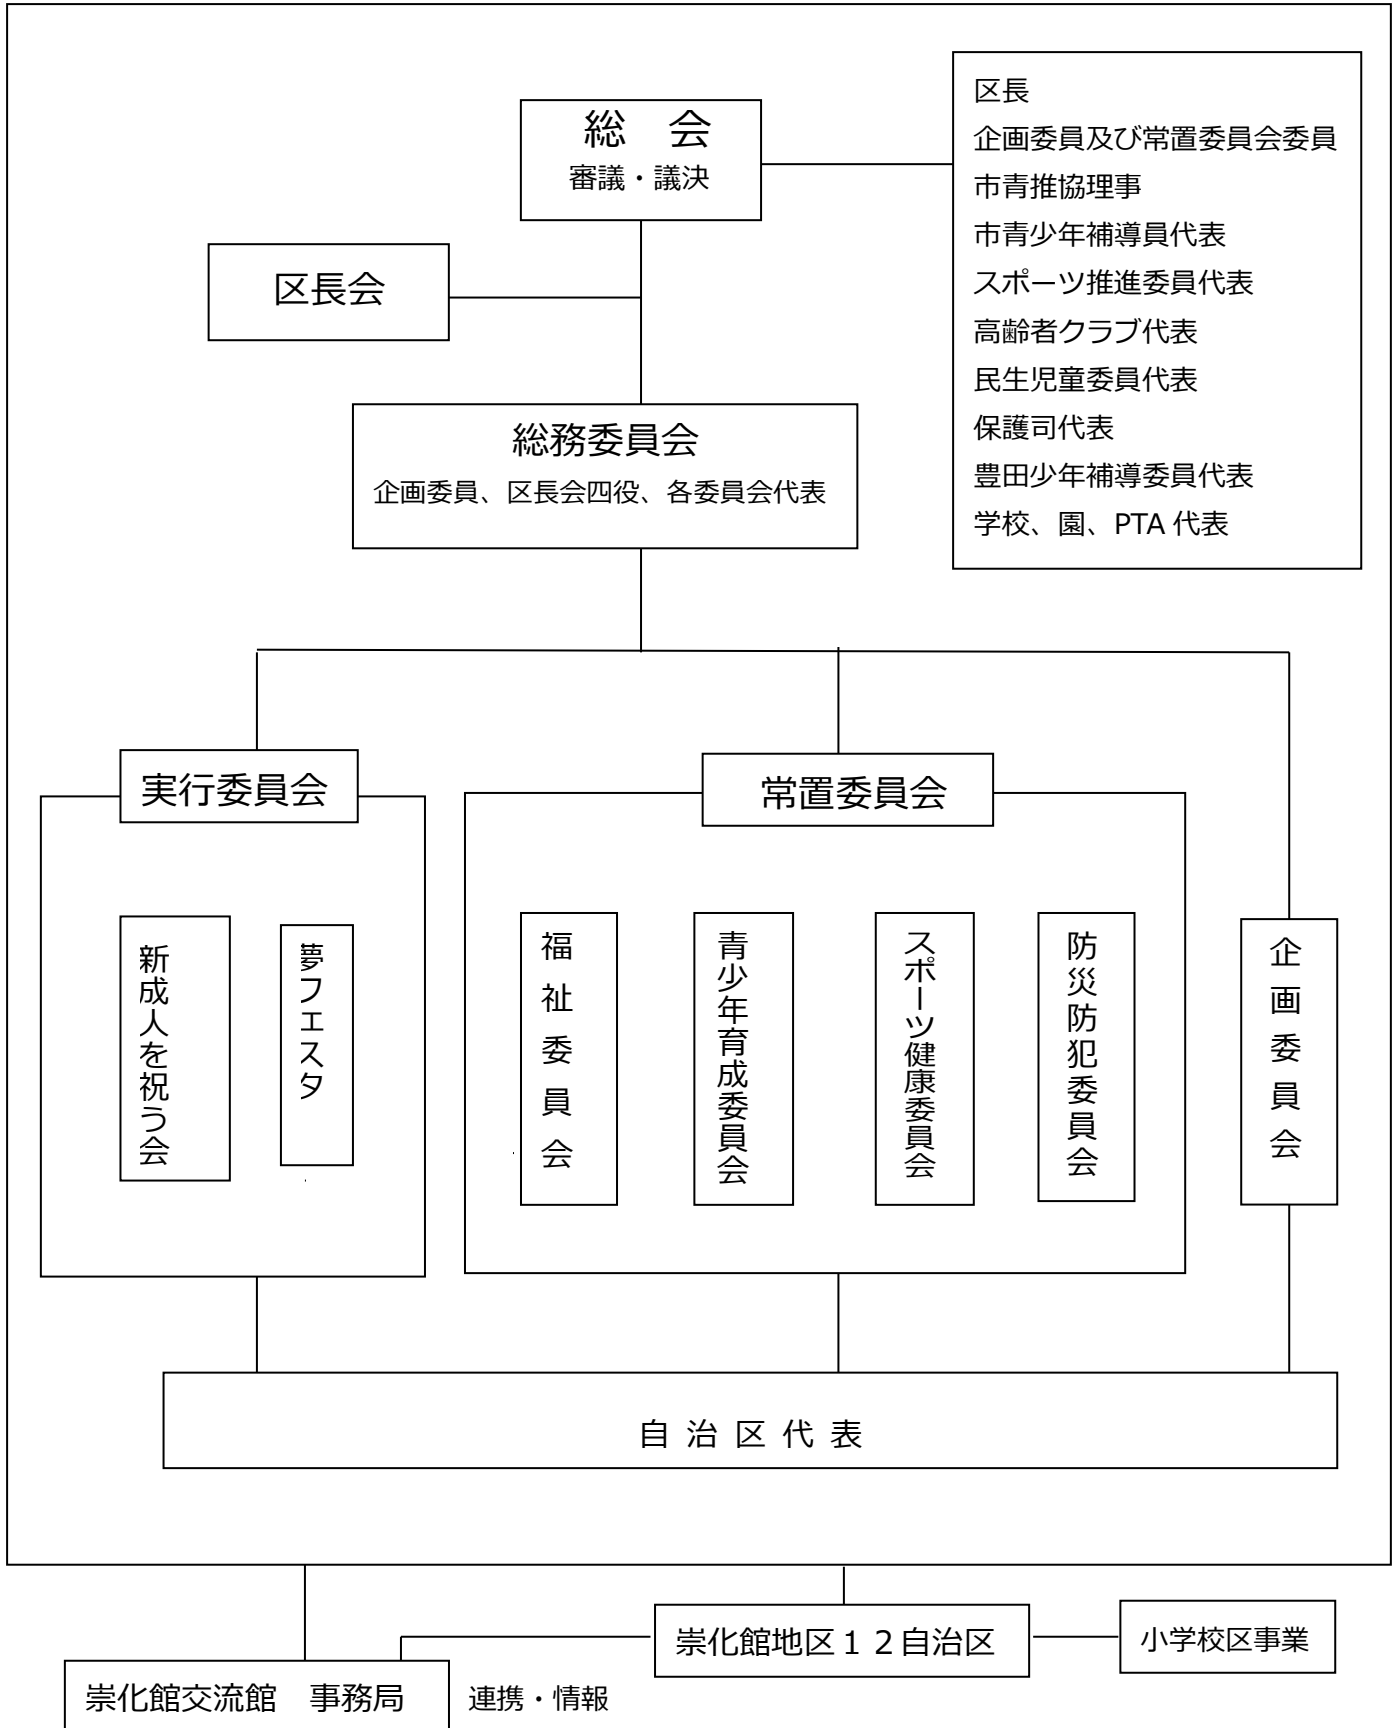 総　会
審議・議決
区長
企画委員及び常置委員会委員
市青推協理事
市青少年補導員代表
スポーツ推進委員代表
高齢者クラブ代表
民生児童委員代表
保護司代表
豊田少年補導委員代表
学校、園、PTA 代表
区長会
総務委員会
企画委員、区長会四役、各委員会代表
実行委員会
常置委員会
新成人を祝う会
夢フェスタ
福祉委員会
青少年育成委員会
スポーツ健康委員会
防災防犯委員会
企画委員会
自 治 区 代 表
崇化館地区１２自治区
小学校区事業
崇化館交流館　事務局
連携・情報